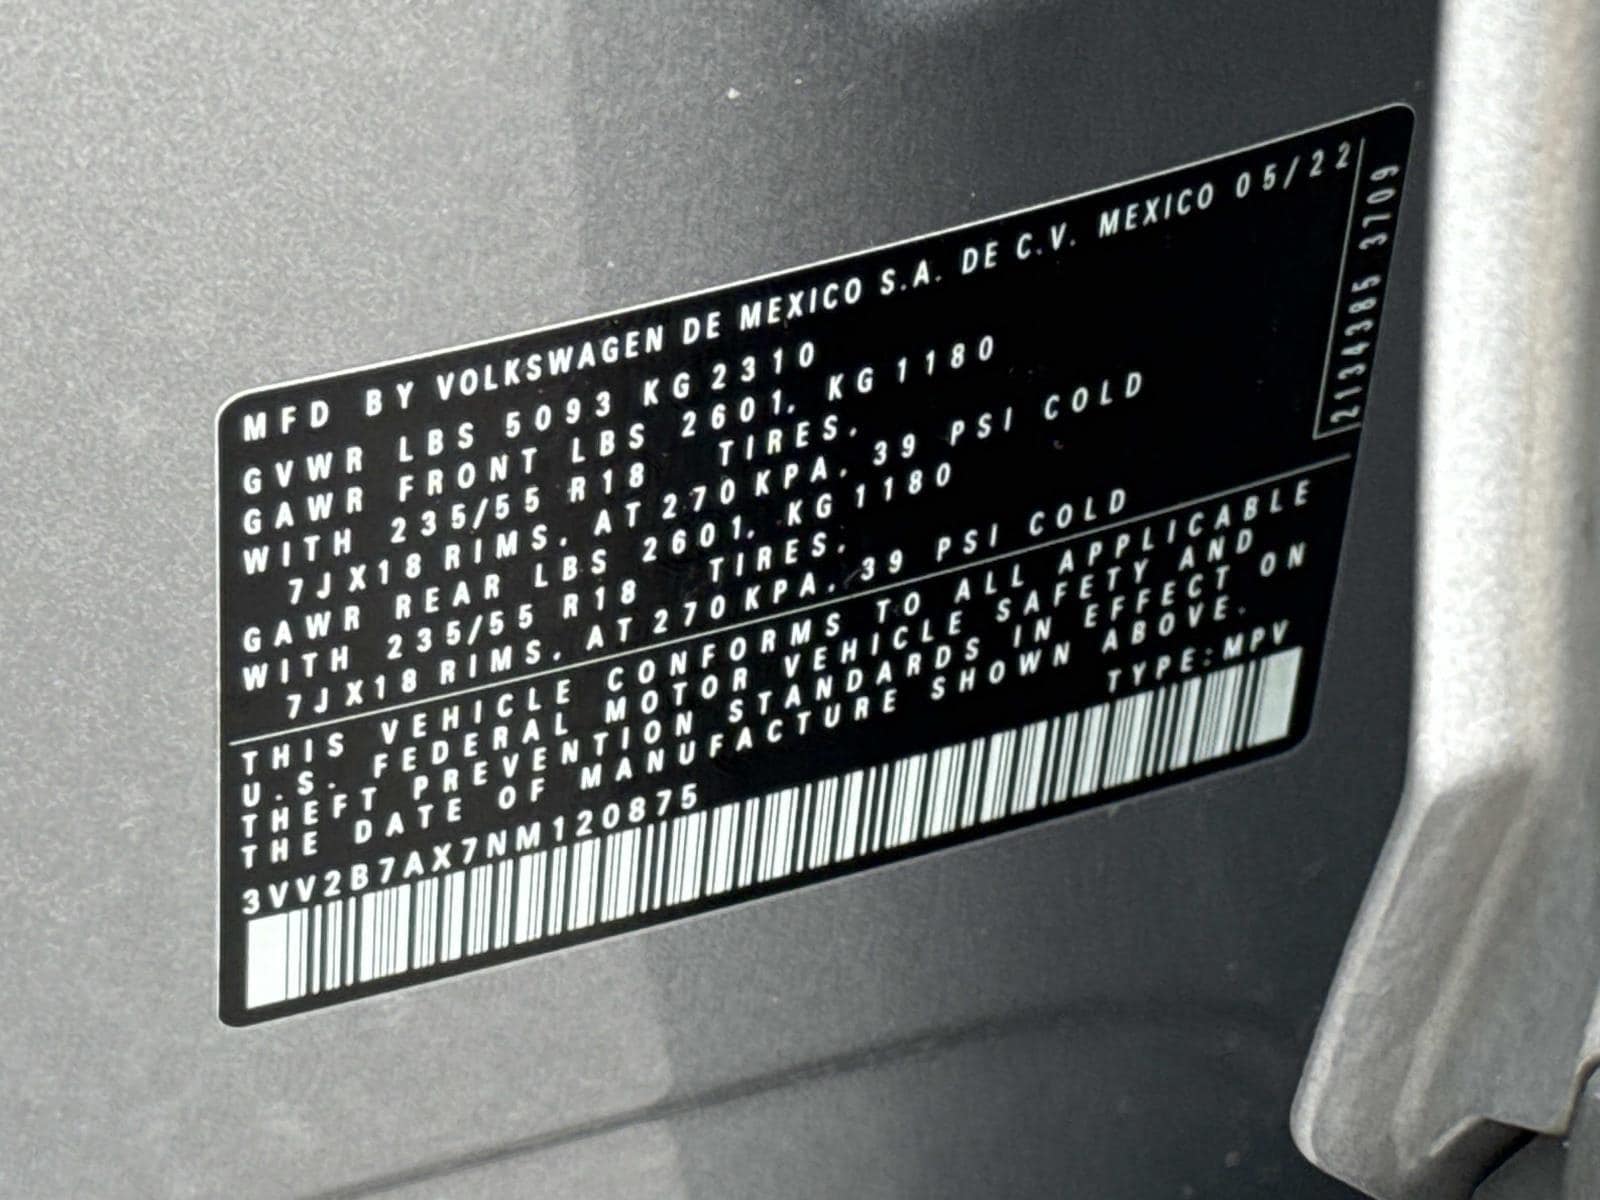 MFD BY VOLKSWAGEN DE MEXICO S.A. DE C.V. MEXICO 05/22
GVWR LBS 5093 KG 2310
GAWR FRONT LBS 2601. KG 1180
WITH 235/55 R18 TIRES.
7J X18 RIMS. AT 270 KPA. 39 PSI COLD
GAWR REAR LBS 2601. KG 1180
WITH 235/55 R18 TIRES.
7J X18 RIMS. AT 270 KPA. 39 PSI COLD
THIS VEHICLE CONFORMS TO ALL APPLICABLE
U.S. FEDERAL MOTOR VEHICLE SAFETY AND
THEFT PREVENTION STANDARDS IN EFFECT ON
THE DATE OF MANUFACTURE SHOWN ABOVE.
3VV2B7AX7NM120875 TYPE:MPV
2134385 3709